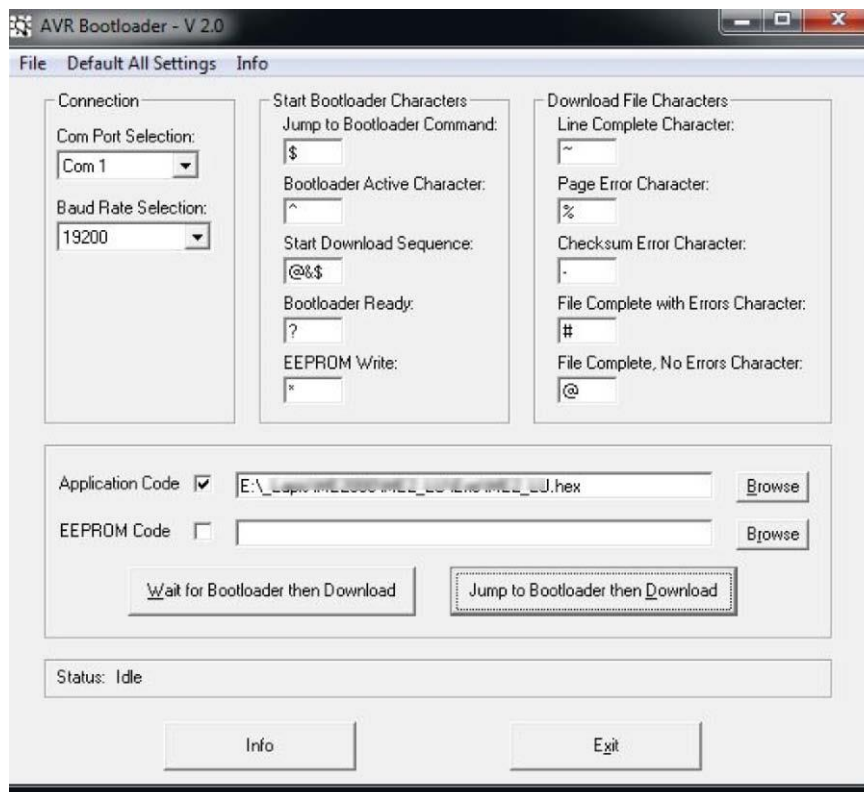 AVR Bootloader - V 2.0
File Default All Settings Info
Connection
Com Port Selection:
Com 1
Baud Rate Selection:
19200
Start Bootloader Characters
Jump to Bootloader Command:
$
Bootloader Active Character:
^
Start Download Sequence:
@&$
Bootloader Ready:
?
EEPROM Write:
*
Download File Characters
Line Complete Character:
~
Page Error Character:
%
Checksum Error Character:
-
File Complete with Errors Character:
#
File Complete, No Errors Character:
@
Application Code E:\ .hex Browse
EEPROM Code Browse
Wait for Bootloader then Download Jump to Bootloader then Download
Status: Idle
Info Exit